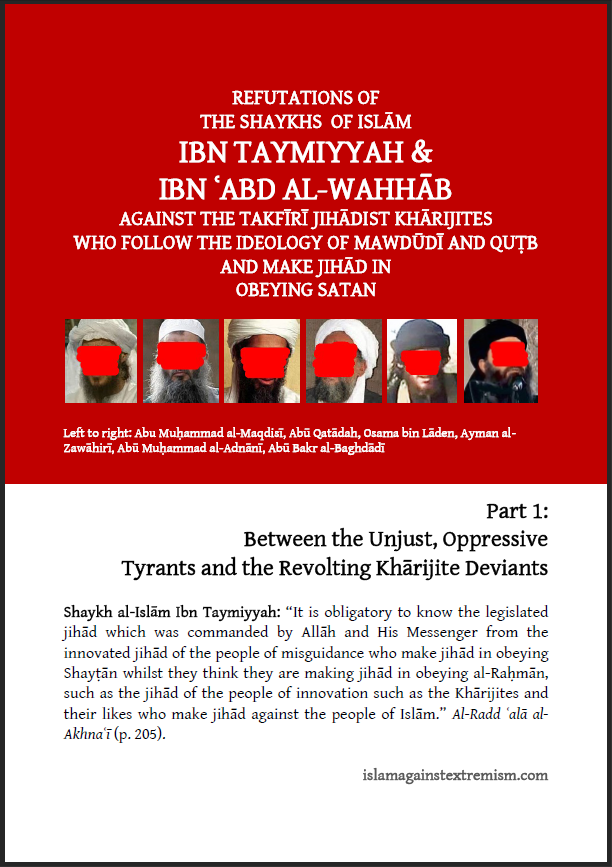 REFUTATIONS OF
THE SHAYKHS OF ISLĀM
IBN TAYMIYYAH &
IBN ʿABD AL-WAHHĀB
AGAINST THE TAKFĪRĪ JIHĀDIST KHĀRIJITES
WHO FOLLOW THE IDEOLOGY OF MAWDŪDĪ AND QUṬB
AND MAKE JIHĀD IN
OBEYING SATAN
Left to right: Abu Muḥammad al-Maqdisī, Abū Qatādah, Osama bin Lāden, Ayman al-
Zawāhirī, Abū Muḥammad al-Adnānī, Abū Bakr al-Baghdādī
Part 1:
Between the Unjust, Oppressive
Tyrants and the Revolting Khārijite Deviants
Shaykh al-Islām Ibn Taymiyyah: “It is obligatory to know the legislated
jihād which was commanded by Allāh and His Messenger from the
innovated jihād of the people of misguidance who make jihād in obeying
Shayṭān whilst they think they are making jihād in obeying al-Raḥmān,
such as the jihād of the people of innovation such as the Khārijites and
their likes who make jihād against the people of Islām.” Al-Radd ʿalā al-
Akhnaʾī (p. 205).
islamagainstextremism.com